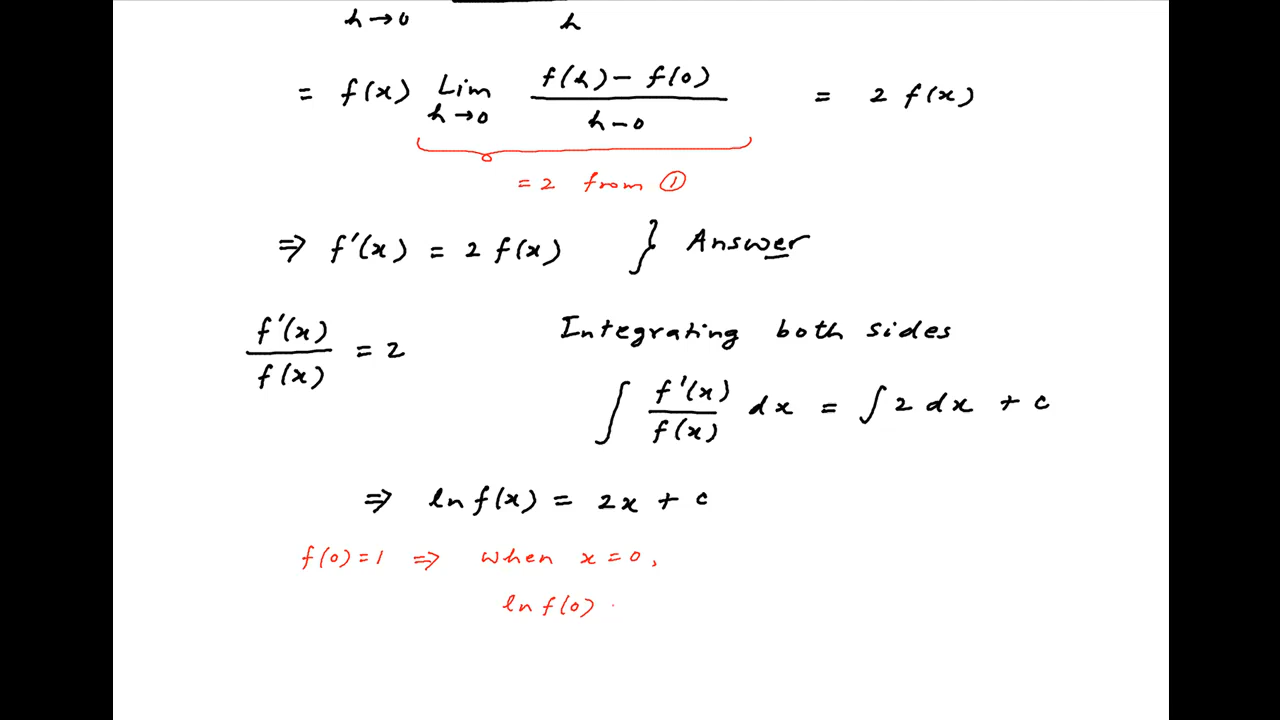 h→0 h
= f(x) Lim h→0 f(h) – f(0) / h – 0 = 2 f(x)
= 2 from ①
⇒ f'(x) = 2 f(x) } Answer
f'(x) / f(x) = 2 Integrating both sides
∫ f'(x) / f(x) dx = ∫ 2 dx + c
⇒ ln f(x) = 2x + c
f(0) = 1 ⇒ when x = 0,
ln f(0)